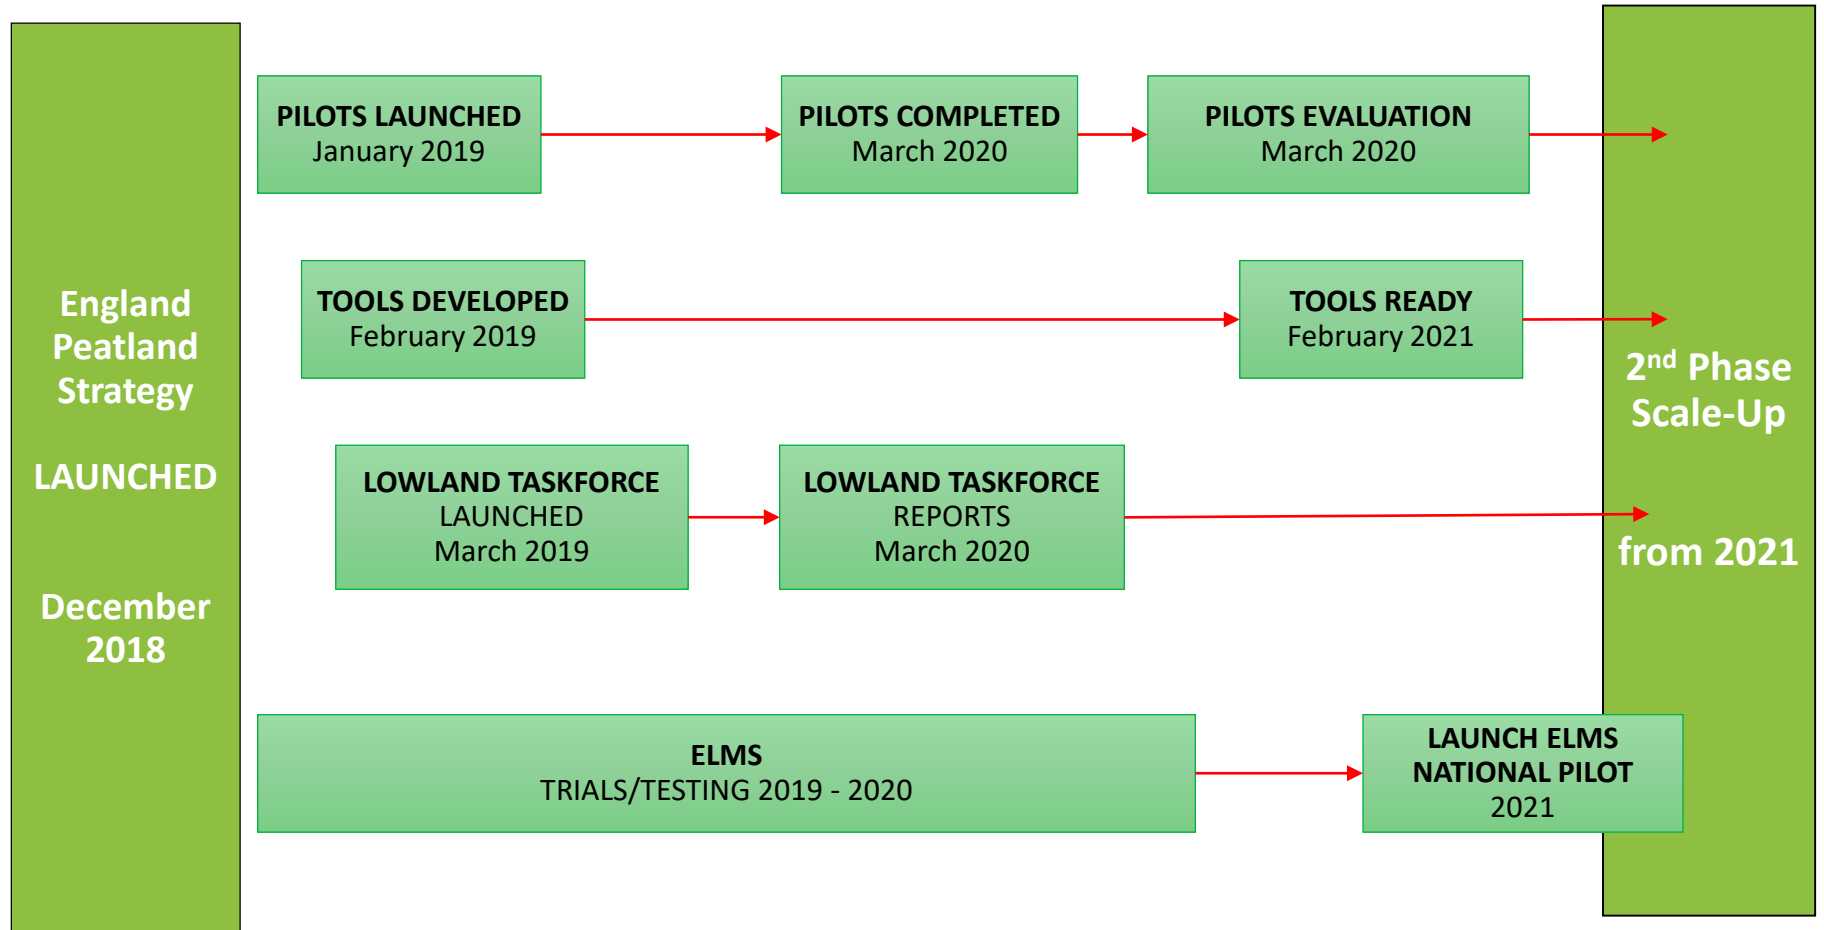 England
Peatland
Strategy
LAUNCHED
December
2018
PILOTS LAUNCHED
January 2019
PILOTS COMPLETED
March 2020
PILOTS EVALUATION
March 2020
TOOLS DEVELOPED
February 2019
TOOLS READY
February 2021
LOWLAND TASKFORCE
LAUNCHED
March 2019
LOWLAND TASKFORCE
REPORTS
March 2020
ELMS
TRIALS/TESTING 2019 - 2020
LAUNCH ELMS
NATIONAL PILOT
2021
2nd Phase
Scale-Up
from 2021